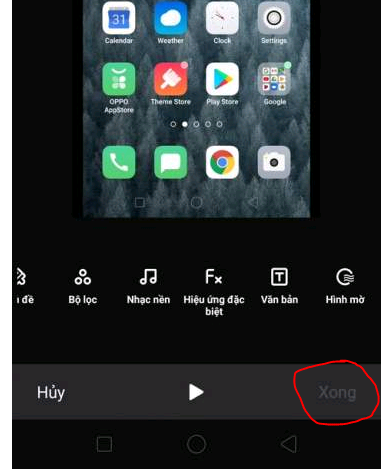 31
Calendar
Weather
Clock
Settings
OPPO
AppStore
Theme Store
Play Store
Google
ı đề
Bộ lọc
Nhạc nền
Fx
Hiệu ứng đặc
biệt
T
Văn bản
Hình mờ
Hủy
Xong